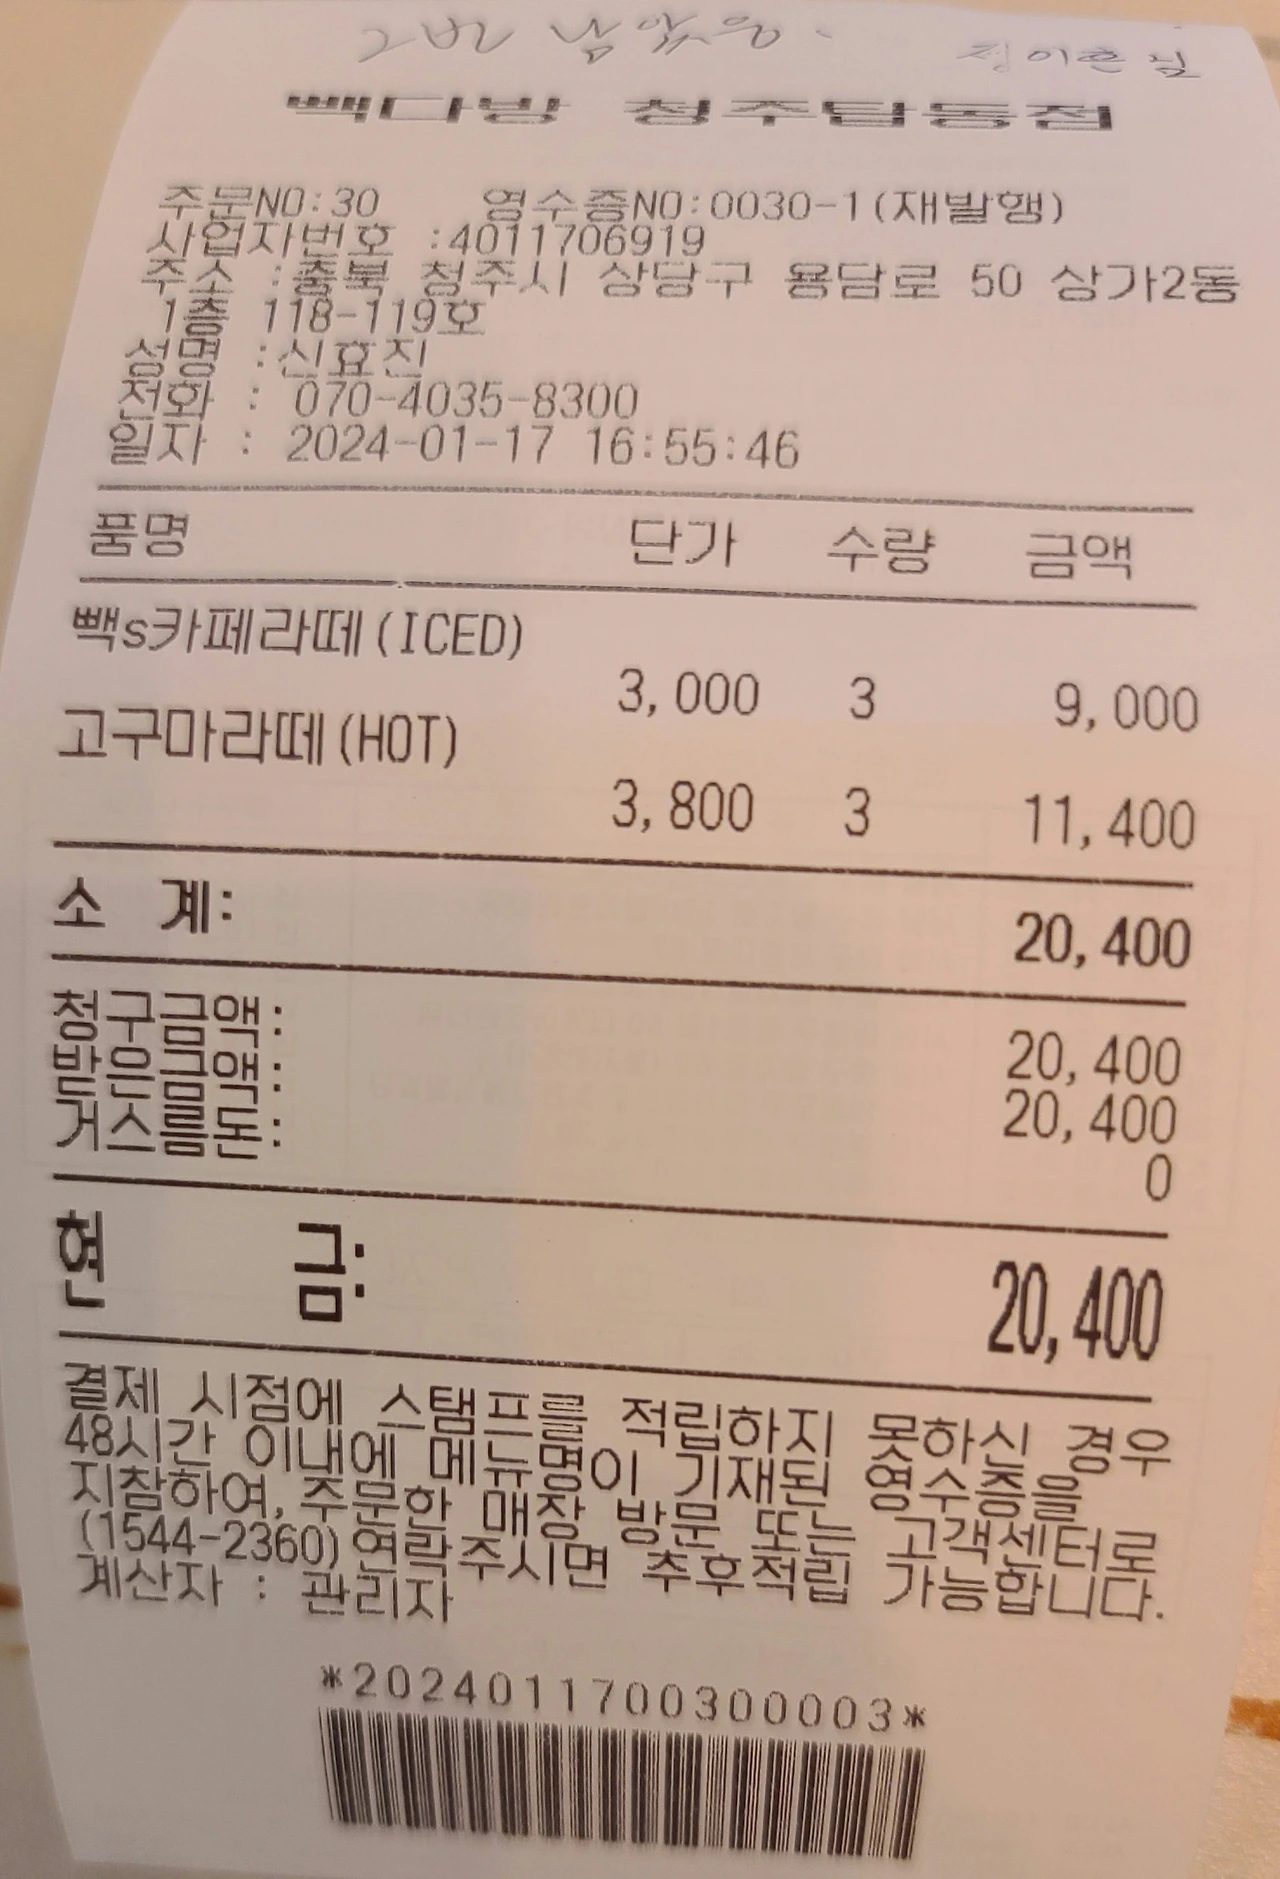 2번 남았음.
정이흔 님
빽다방 청주탑동점
주문NO:30 영수증NO:0030-1(재발행)
사업자번호 :4011706919
주소 :충북 청주시 상당구 용담로 50 상가2동
1층 118-119호
성명 :신효진
전화 : 070-4035-8300
일자 : 2024-01-17 16:55:46
품명 단가 수량 금액
빽s카페라떼(ICED)
3,000 3 9,000
고구마라떼(HOT)
3,800 3 11,400
소 계: 20,400
청구금액: 20,400
받은금액: 20,400
거스름돈: 0
현 금: 20,400
결제 시점에 스탬프를 적립하지 못하신 경우
48시간 이내에 메뉴명이 기재된 영수증을
지참하여,주문한 매장 방문 또는 고객센터로
(1544-2360)연락주시면 추후적립 가능합니다.
계산자 : 관리자
*2024011700300003*